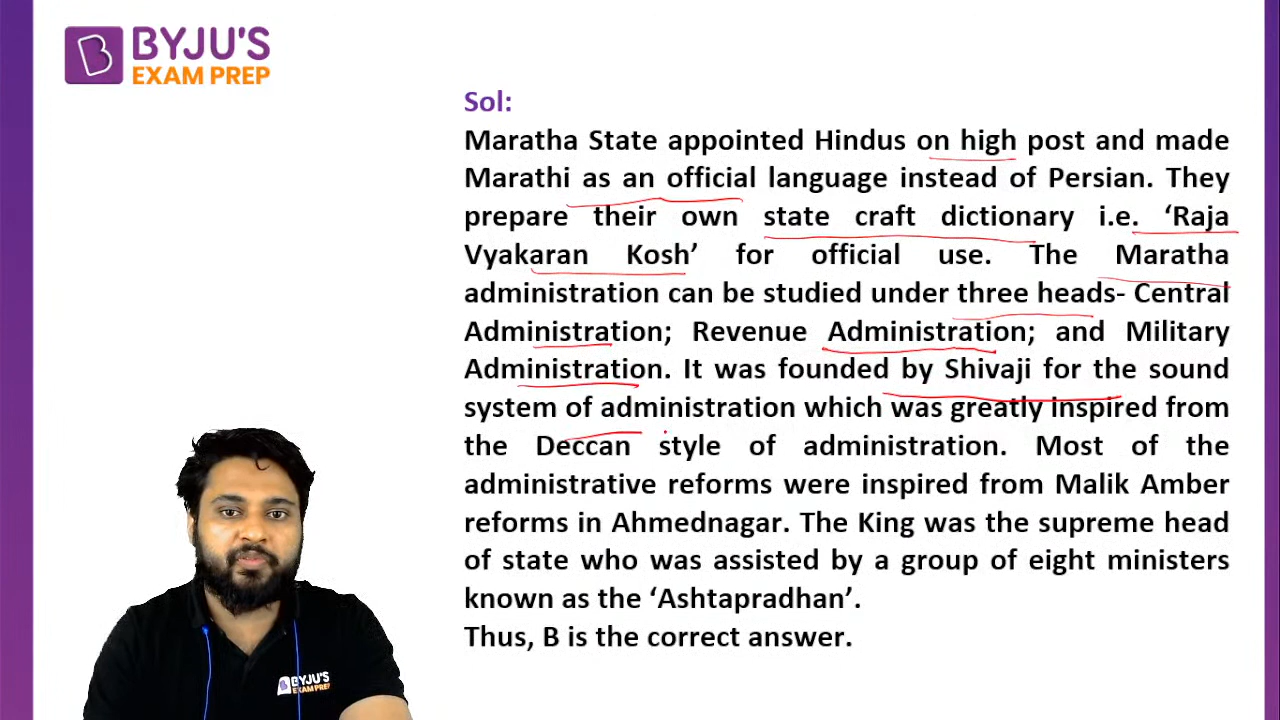 BYJU'S
EXAM PREP
Sol:
Maratha State appointed Hindus on high post and made
Marathi as an official language instead of Persian. They
prepare their own state craft dictionary i.e. ‘Raja
Vyakaran Kosh’ for official use. The Maratha
administration can be studied under three heads- Central
Administration; Revenue Administration; and Military
Administration. It was founded by Shivaji for the sound
system of administration which was greatly inspired from
the Deccan style of administration. Most of the
administrative reforms were inspired from Malik Amber
reforms in Ahmednagar. The King was the supreme head
of state who was assisted by a group of eight ministers
known as the ‘Ashtapradhan’.
Thus, B is the correct answer.
BYJU'S
EXAM PREP